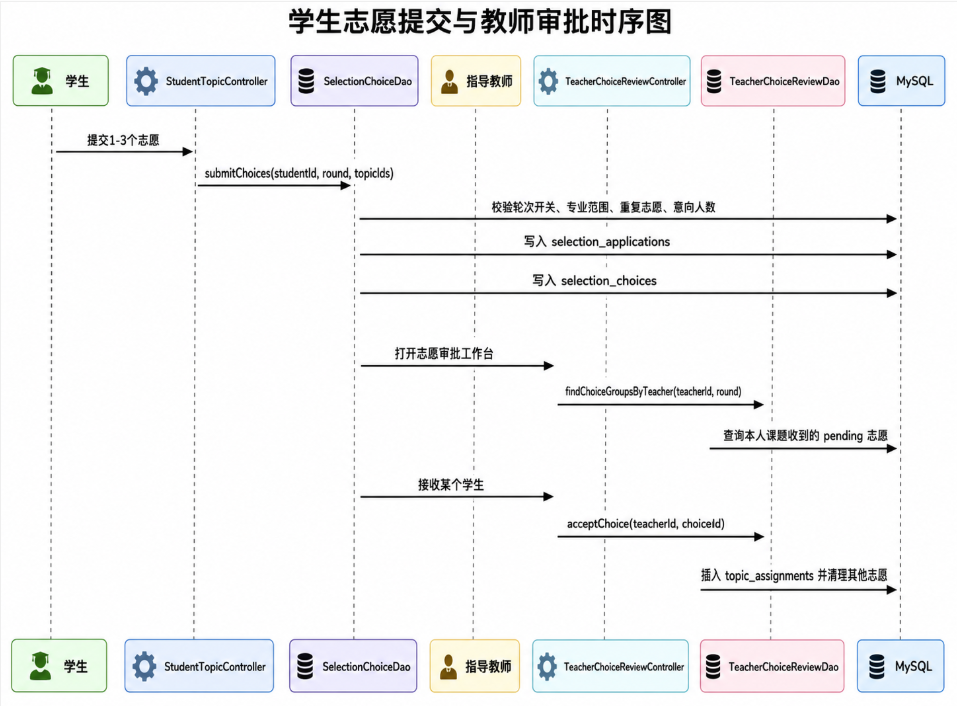 学生志愿提交与教师审批时序图
学生
StudentTopicController
SelectionChoiceDao
指导教师
TeacherChoiceReviewController
TeacherChoiceReviewDao
MySQL
提交1-3个志愿
submitChoices(studentId, round, topicIds)
校验轮次开关、专业范围、重复志愿、意向人数
写入 selection_applications
写入 selection_choices
打开志愿审批工作台
findChoiceGroupsByTeacher(teacherId, round)
查询本人课题收到的 pending 志愿
接收某个学生
acceptChoice(teacherId, choiceId)
插入 topic_assignments 并清理其他志愿
学生
StudentTopicController
SelectionChoiceDao
指导教师
TeacherChoiceReviewController
TeacherChoiceReviewDao
MySQL